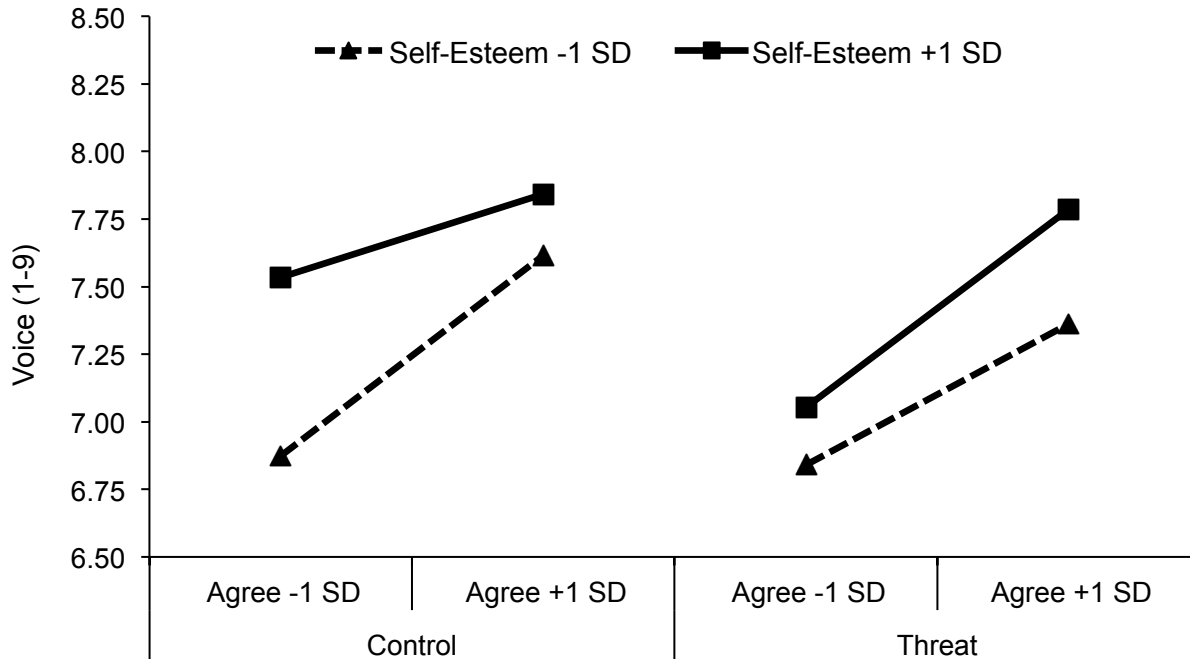 8.50
Self-Esteem -1 SD Self-Esteem +1 SD
8.25
8.00
7.75
7.50
7.25
7.00
6.75
6.50
Voice (1-9)
Agree -1 SD Agree +1 SD Agree -1 SD Agree +1 SD
Control Threat